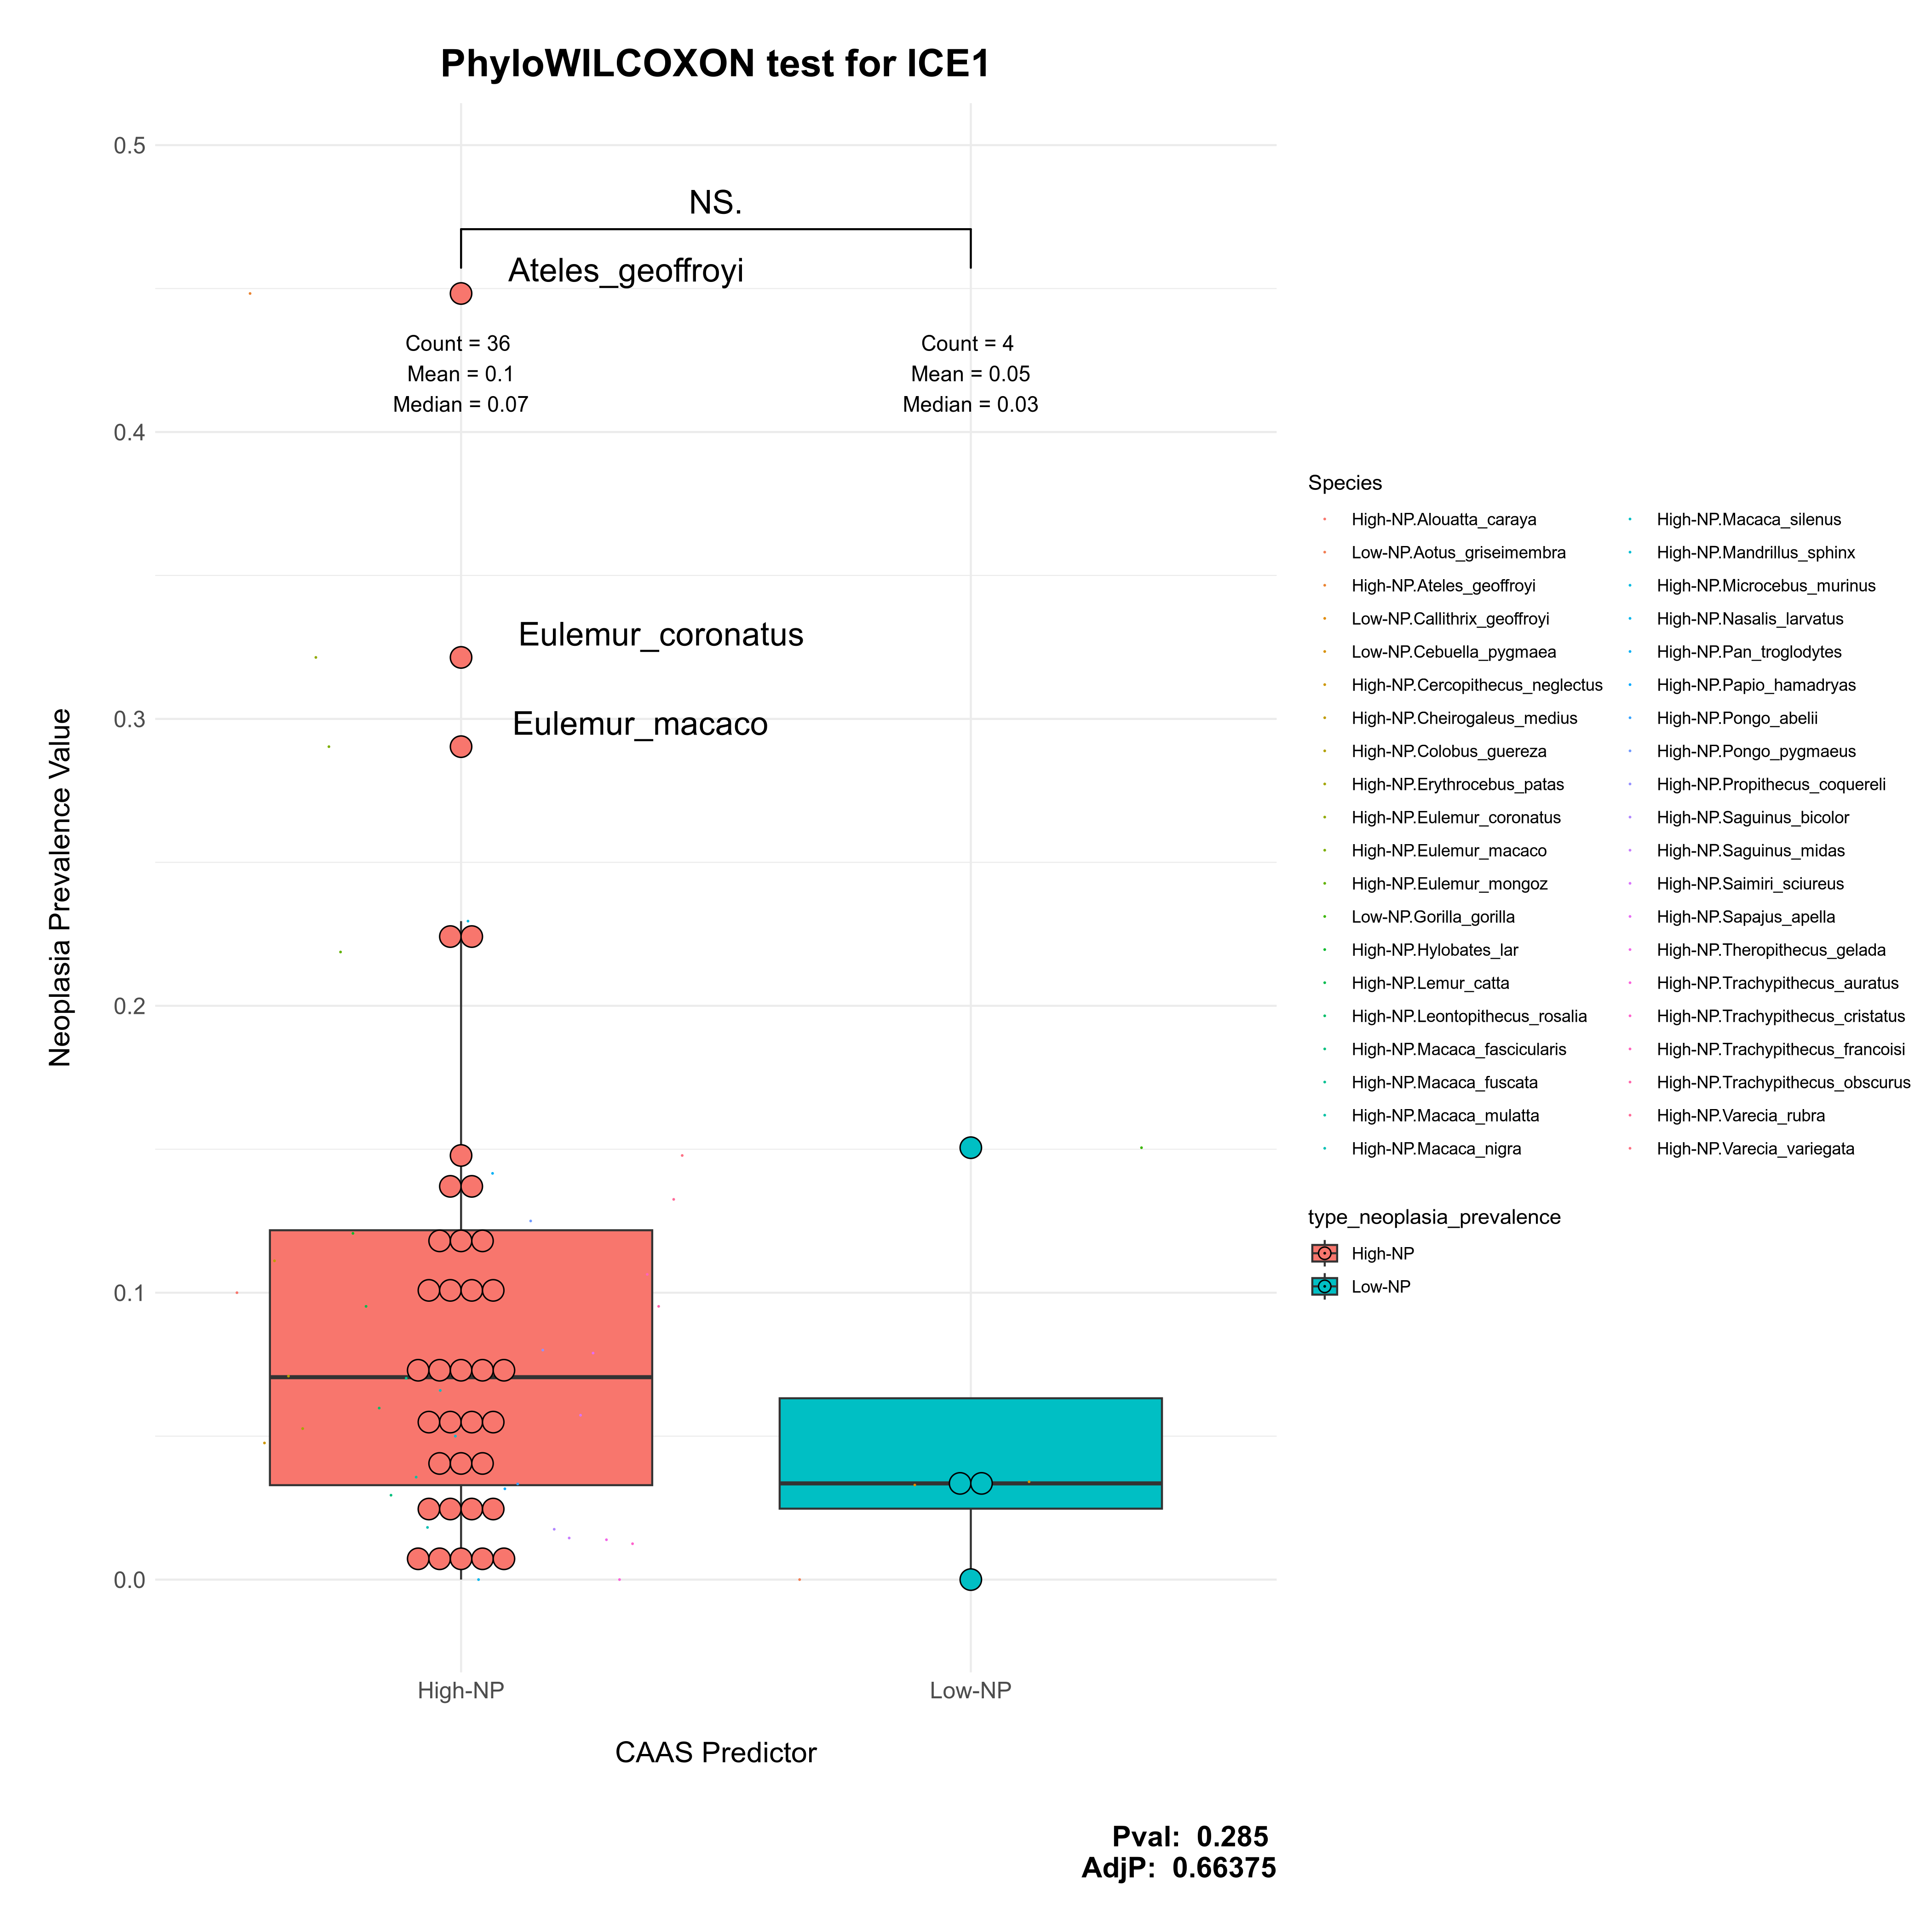 PhyloWILCOXON test for ICE1
0.5
0.4
0.3
0.2
0.1
0.0
Neoplasia Prevalence Value
NS.
Ateles_geoffroyi
Count = 36
Mean = 0.1
Median = 0.07
Count = 4
Mean = 0.05
Median = 0.03
Eulemur_coronatus
Eulemur_macaco
High-NP
Low-NP
CAAS Predictor
Species
High-NP.Alouatta_caraya
Low-NP.Aotus_griseimembra
High-NP.Ateles_geoffroyi
Low-NP.Callithrix_geoffroyi
Low-NP.Cebuella_pygmaea
High-NP.Cercopithecus_neglectus
High-NP.Cheirogaleus_medius
High-NP.Colobus_guereza
High-NP.Erythrocebus_patas
High-NP.Eulemur_coronatus
High-NP.Eulemur_macaco
High-NP.Eulemur_mongoz
Low-NP.Gorilla_gorilla
High-NP.Hylobates_lar
High-NP.Lemur_catta
High-NP.Leontopithecus_rosalia
High-NP.Macaca_fascicularis
High-NP.Macaca_fuscata
High-NP.Macaca_mulatta
High-NP.Macaca_nigra
High-NP.Macaca_silenus
High-NP.Mandrillus_sphinx
High-NP.Microcebus_murinus
High-NP.Nasalis_larvatus
High-NP.Pan_troglodytes
High-NP.Papio_hamadryas
High-NP.Pongo_abelii
High-NP.Pongo_pygmaeus
High-NP.Propithecus_coquereli
High-NP.Saguinus_bicolor
High-NP.Saguinus_midas
High-NP.Saimiri_sciureus
High-NP.Sapajus_apella
High-NP.Theropithecus_gelada
High-NP.Trachypithecus_auratus
High-NP.Trachypithecus_cristatus
High-NP.Trachypithecus_francoisi
High-NP.Trachypithecus_obscurus
High-NP.Varecia_rubra
High-NP.Varecia_variegata
type_neoplasia_prevalence
High-NP
Low-NP
Pval: 0.285
AdjP: 0.66375